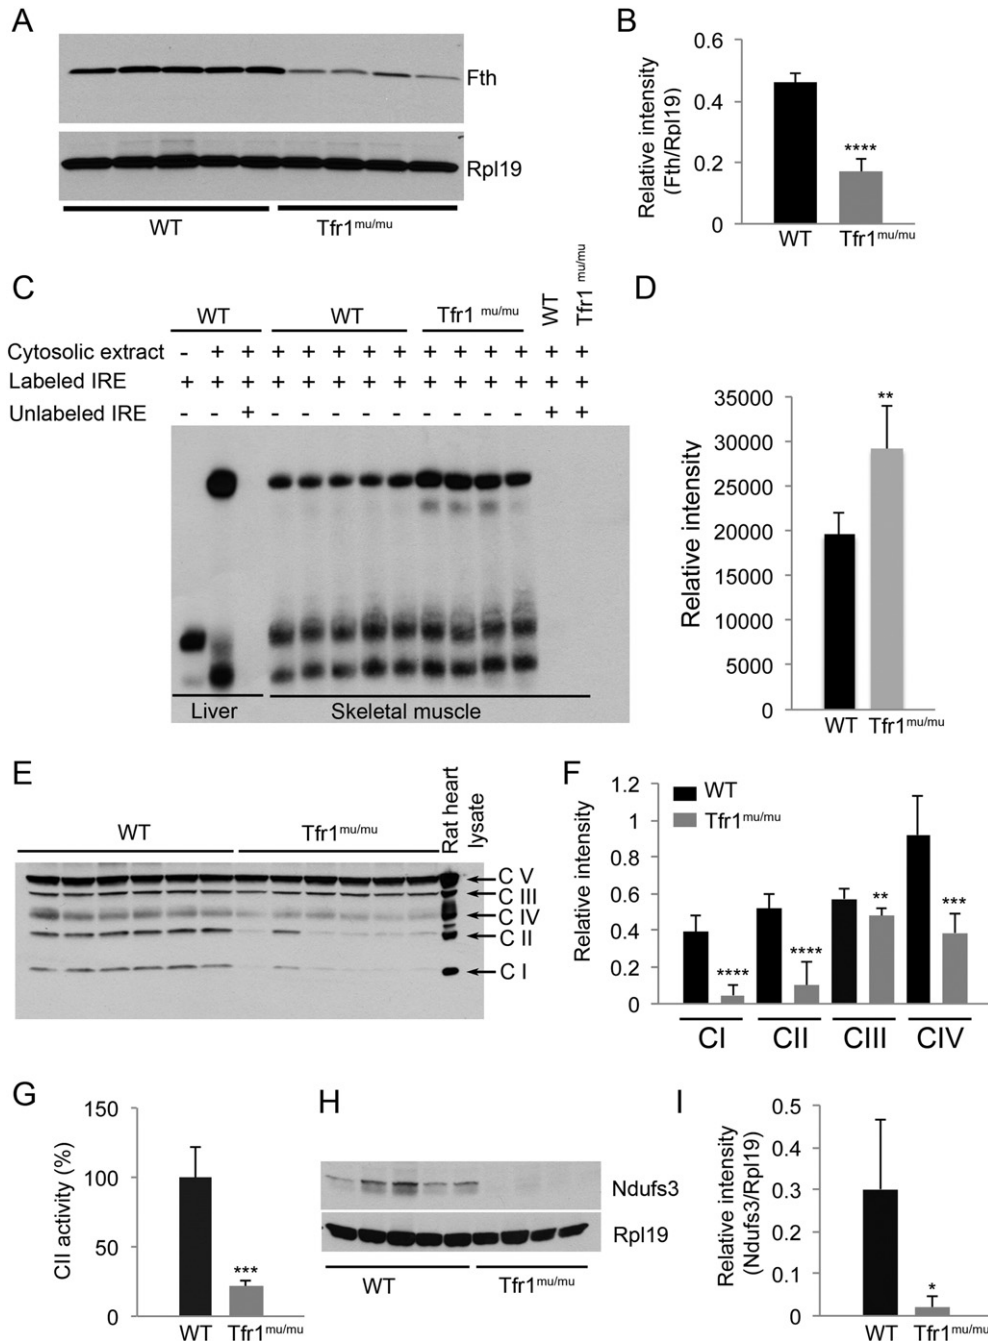 A
Fth
Rpl19
WT Tfr1mu/mu
B
Relative intensity
(Fth/Rpl19)
0.6
0.4
0.2
0
****
WT Tfr1mu/mu
C
WT WT Tfr1 mu/mu WT Tfr1 mu/mu
Cytosolic extract - + + + + + + + + + + + + +
Labeled IRE + + + + + + + + + + + + + +
Unlabeled IRE - - + - - - - - - - - - + +
Liver Skeletal muscle
D
Relative intensity
35000
30000
25000
20000
15000
10000
5000
0
**
WT Tfr1mu/mu
E
WT Tfr1mu/mu Rat heart
lysate
C V
C III
C IV
C II
C I
F
Relative intensity
1.2
1
0.8
0.6
0.4
0.2
0
WT
Tfr1mu/mu
**** **** ** ***
CI CII CIII CIV
G
CII activity (%)
150
100
50
0
***
WT Tfr1mu/mu
H
Ndufs3
Rpl19
WT Tfr1mu/mu
I
Relative intensity
(Ndufs3/Rpl19)
0.5
0.4
0.3
0.2
0.1
0
*
WT Tfr1mu/mu